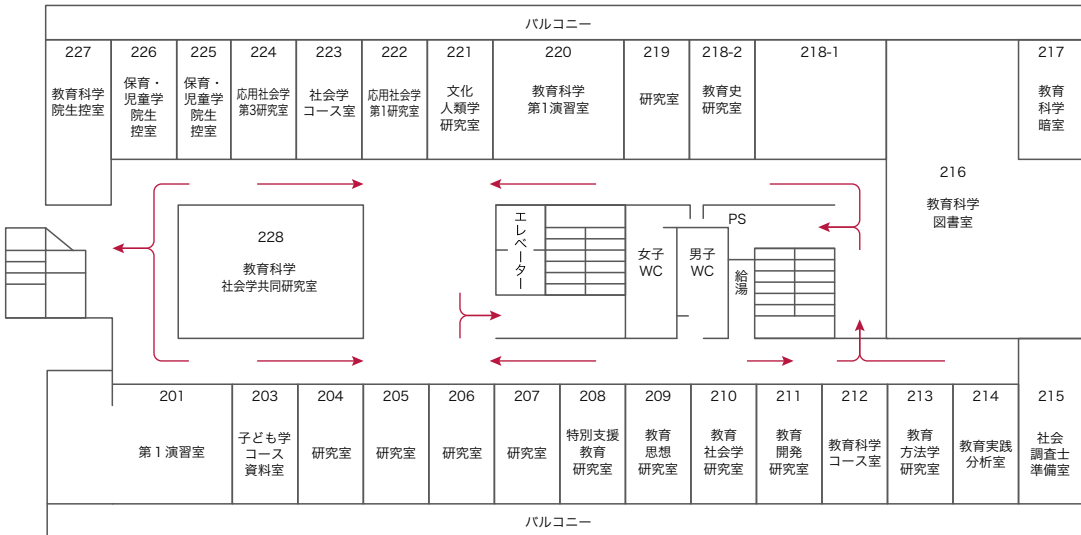 バルコニー
227
教育科学
院生控室
226
保育・
児童学
院生
控室
225
保育・
児童学
院生
控室
224
応用社会学
第3研究室
223
社会学
コース室
222
応用社会学
第1研究室
221
文化
人類学
研究室
220
教育科学
第1演習室
219
研究室
218-2
教育史
研究室
218-1
217
教育
科学
暗室
216
教育科学
図書室
228
教育科学
社会学共同研究室
エレベーター
女子
WC
男子
WC
PS
給湯
201
第1演習室
203
子ども学
コース
資料室
204
研究室
205
研究室
206
研究室
207
研究室
208
特別支援
教育
研究室
209
教育
思想
研究室
210
教育
社会学
研究室
211
教育
開発
研究室
212
教育科学
コース室
213
教育
方法学
研究室
214
教育実践
分析室
215
社会
調査士
準備室
バルコニー